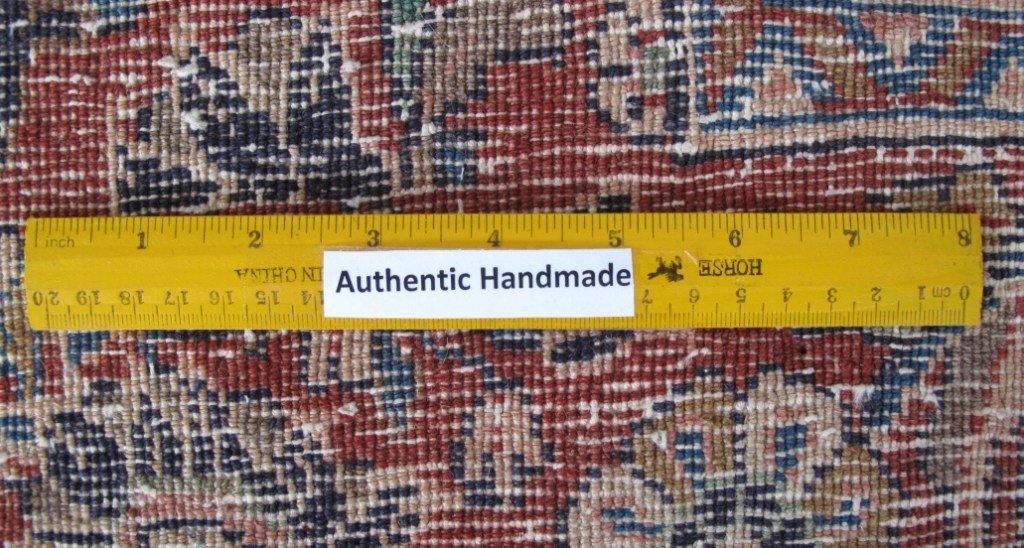 inch 1 2 3 4 5 6 7 8
IN CHINA
HORSE
Authentic Handmade
20 19 18 17 16 15 14 7 6 5 4 3 2 1 cm 0